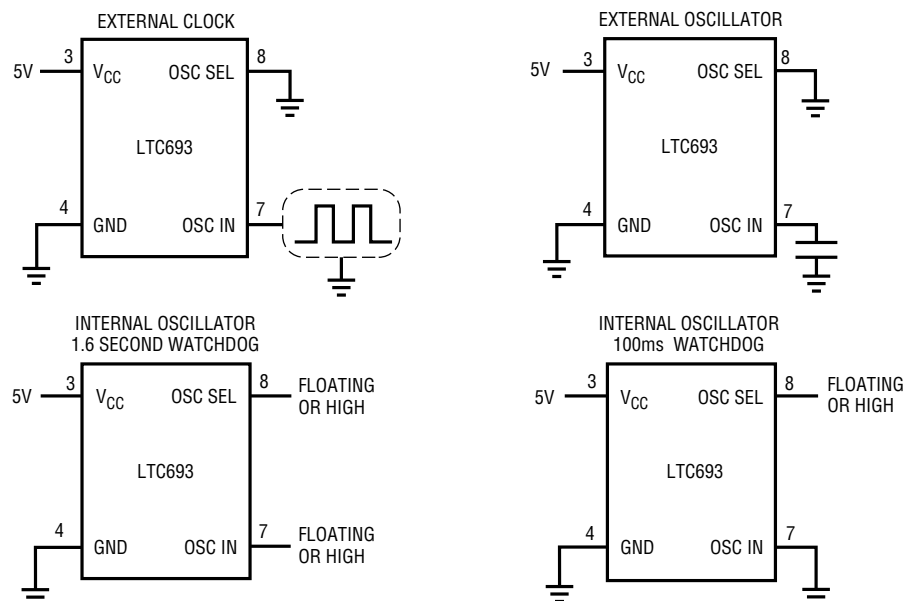 EXTERNAL CLOCK
3
8
5V
VCC
OSC SEL
LTC693
4
7
GND
OSC IN
EXTERNAL OSCILLATOR
3
8
5V
VCC
OSC SEL
LTC693
4
7
GND
OSC IN
INTERNAL OSCILLATOR
1.6 SECOND WATCHDOG
3
8
5V
VCC
OSC SEL
FLOATING
OR HIGH
LTC693
4
7
GND
OSC IN
FLOATING
OR HIGH
INTERNAL OSCILLATOR
100ms WATCHDOG
3
8
5V
VCC
OSC SEL
FLOATING
OR HIGH
LTC693
4
7
GND
OSC IN